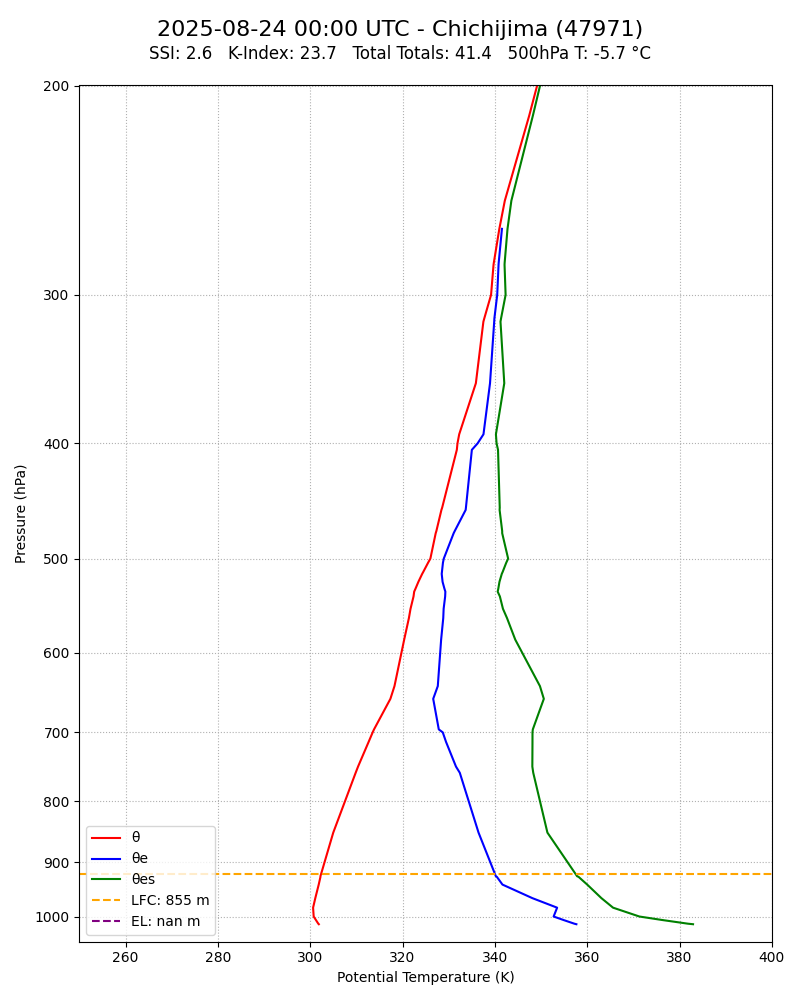 2025-08-24 00:00 UTC - Chichijima (47971)
SSI: 2.6 K-Index: 23.7 Total Totals: 41.4 500hPa T: -5.7 °C
200
300
400
500
600
700
800
900
1000
Pressure (hPa)
θ
θe
θes
LFC: 855 m
EL: nan m
260 280 300 320 340 360 380 400
Potential Temperature (K)